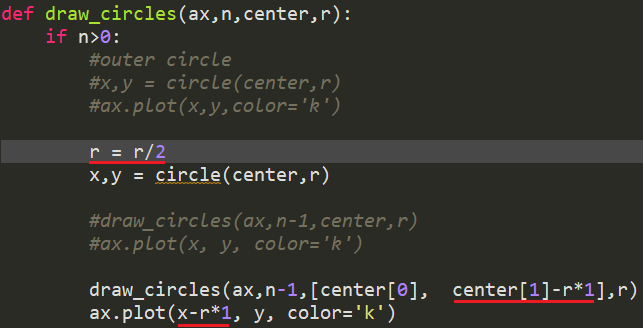 def draw_circles(ax,n,center,r):
    if n>0:
        #outer circle
        #x,y = circle(center,r)
        #ax.plot(x,y,color='k')

        r = r/2
        x,y = circle(center,r)

        #draw_circles(ax,n-1,center,r)
        #ax.plot(x, y, color='k')

        draw_circles(ax,n-1,[center[0],  center[1]-r*1],r)
        ax.plot(x-r*1, y, color='k')